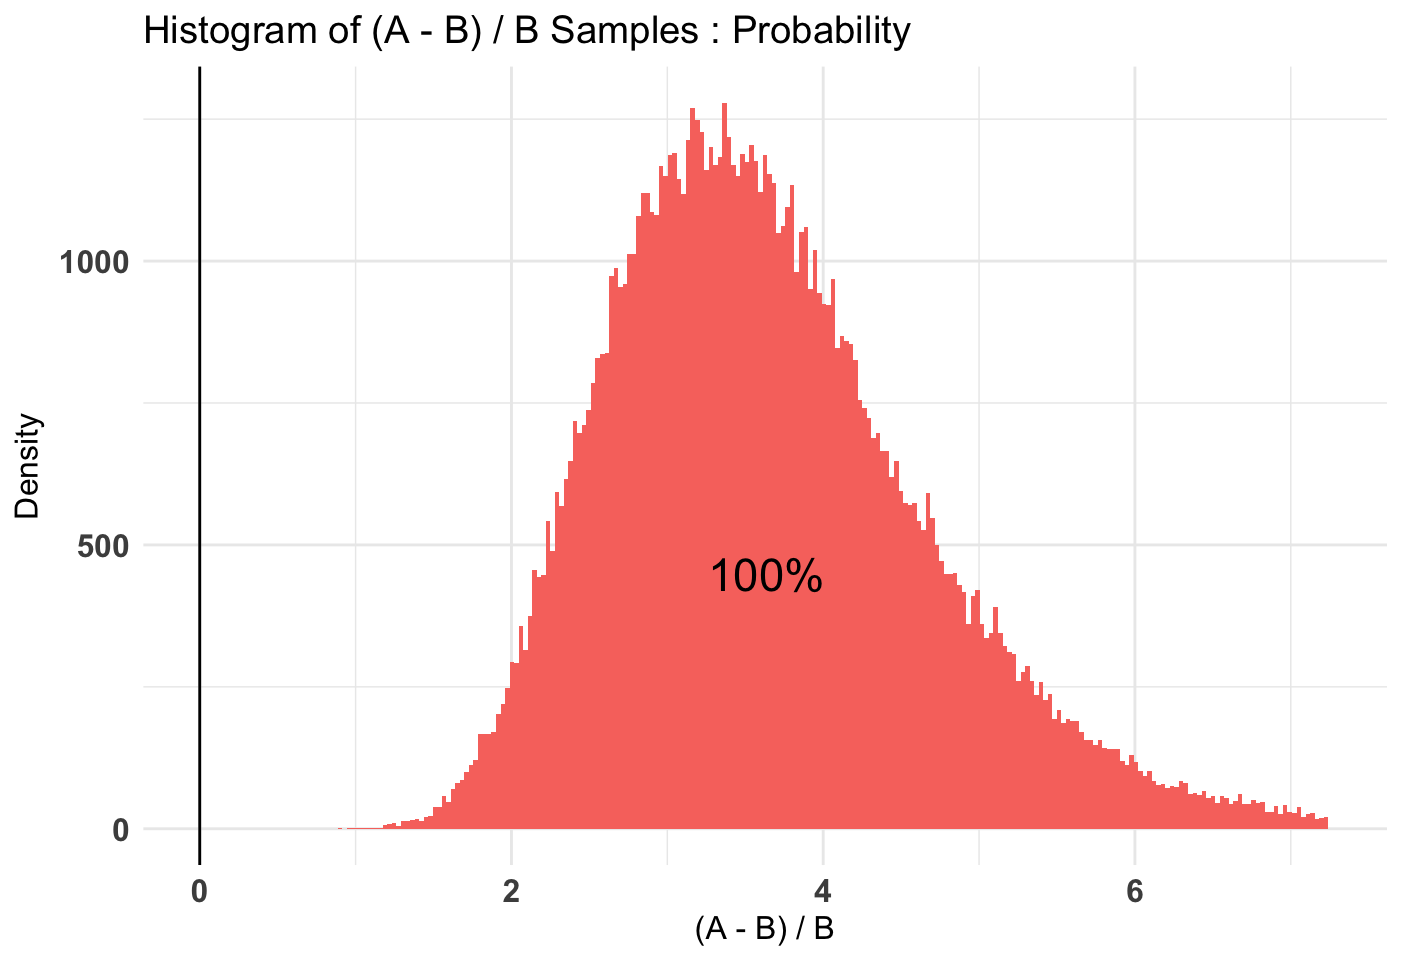 Histogram of (A - B) / B Samples : Probability
Density
1000
500
0
100%
0 2 4 6
(A - B) / B